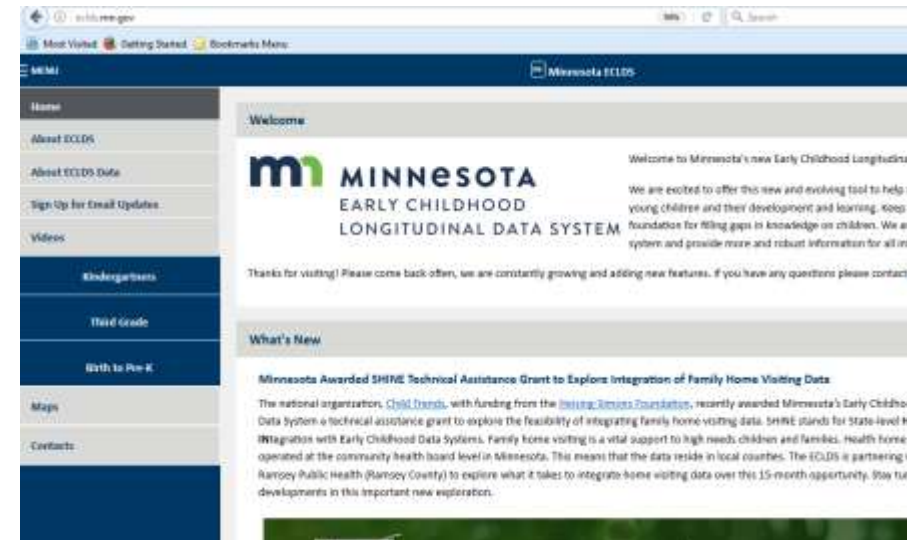 eclds.mn.gov
Search
Most Visited Getting Started Bookmarks Menu
MENU
Minnesota ECLDS
Home
About ECLDS
About ECLDS Data
Sign Up for Email Updates
Videos
Kindergartners
Third Grade
Birth to Pre-K
Maps
Contacts
Welcome
mn MINNESOTA
EARLY CHILDHOOD
LONGITUDINAL DATA SYSTEM
Welcome to Minnesota's new Early Childhood Longitudina
We are excited to offer this new and evolving tool to help
young children and their development and learning. Keep
foundation for filling gaps in knowledge on children. We a
system and provide more and robust information for all in
Thanks for visiting! Please come back often, we are constantly growing and adding new features. If you have any questions please contact
What's New
Minnesota Awarded SHINE Technical Assistance Grant to Explore Integration of Family Home Visiting Data
The national organization, Child Trends, with funding from the Heising-Simons Foundation, recently awarded Minnesota's Early Childho
Data System a technical assistance grant to explore the feasibility of integrating family home visiting data. SHINE stands for State-level
INtegration with Early Childhood Data Systems. Family home visiting is a vital support to high needs children and families. Health home
operated at the community health board level in Minnesota. This means that the data reside in local counties. The ECLDS is partnering
Ramsey Public Health (Ramsey County) to explore what it takes to integrate home visiting data over this 15-month opportunity. Stay tu
developments in this important new exploration.